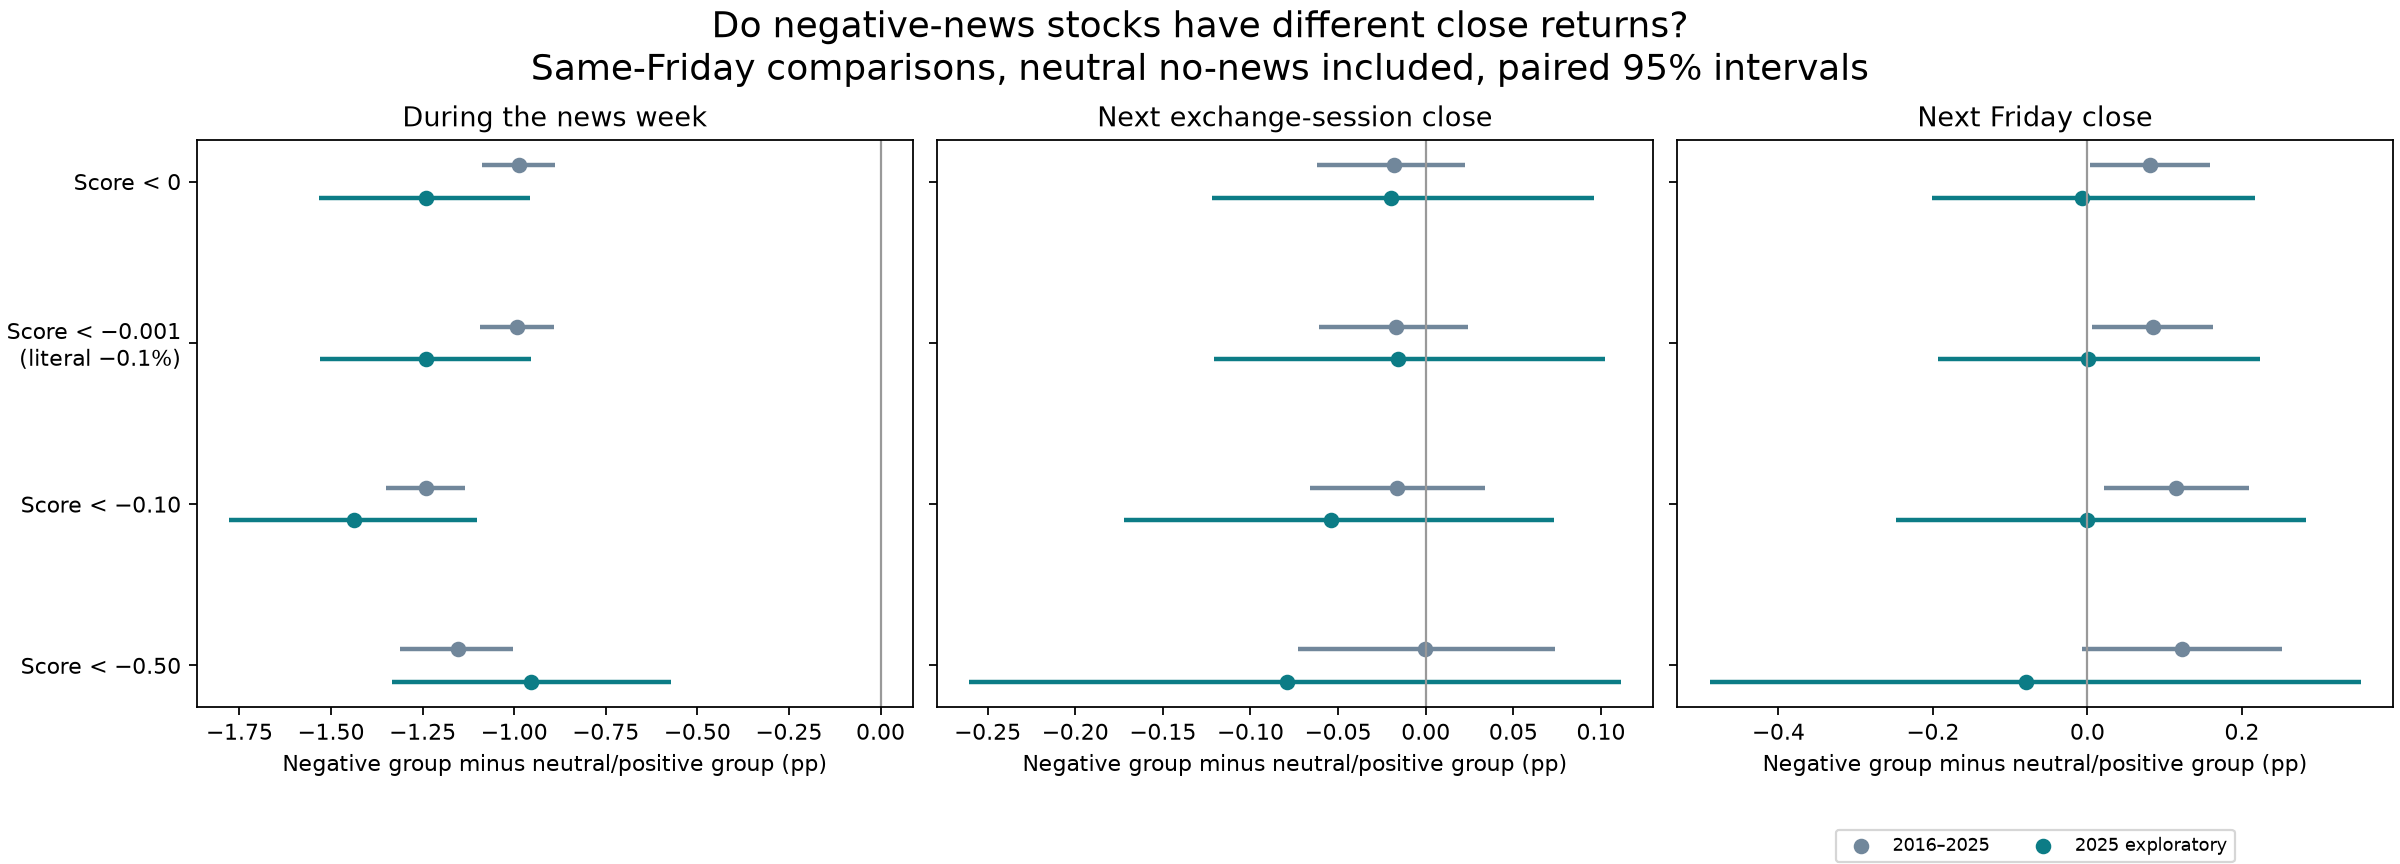 Do negative-news stocks have different close returns?
Same-Friday comparisons, neutral no-news included, paired 95% intervals
During the news week
Next exchange-session close
Next Friday close
Score < 0
Score < −0.001
(literal −0.1%)
Score < −0.10
Score < −0.50
−1.75 −1.50 −1.25 −1.00 −0.75 −0.50 −0.25 0.00
−0.25 −0.20 −0.15 −0.10 −0.05 0.00 0.05 0.10
−0.4 −0.2 0.0 0.2
Negative group minus neutral/positive group (pp)
Negative group minus neutral/positive group (pp)
Negative group minus neutral/positive group (pp)
2016–2025 2025 exploratory